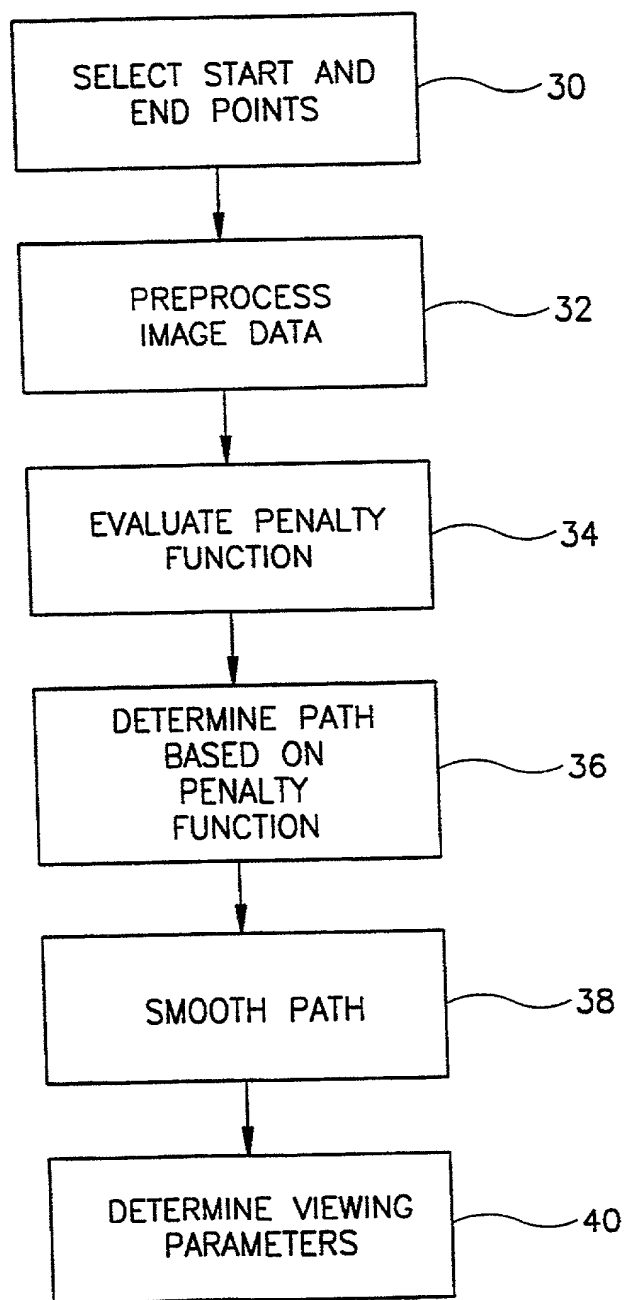 SELECT START AND
END POINTS
30
PREPROCESS
IMAGE DATA
32
EVALUATE PENALTY
FUNCTION
34
DETERMINE PATH
BASED ON
PENALTY
FUNCTION
36
SMOOTH PATH
38
DETERMINE VIEWING
PARAMETERS
40